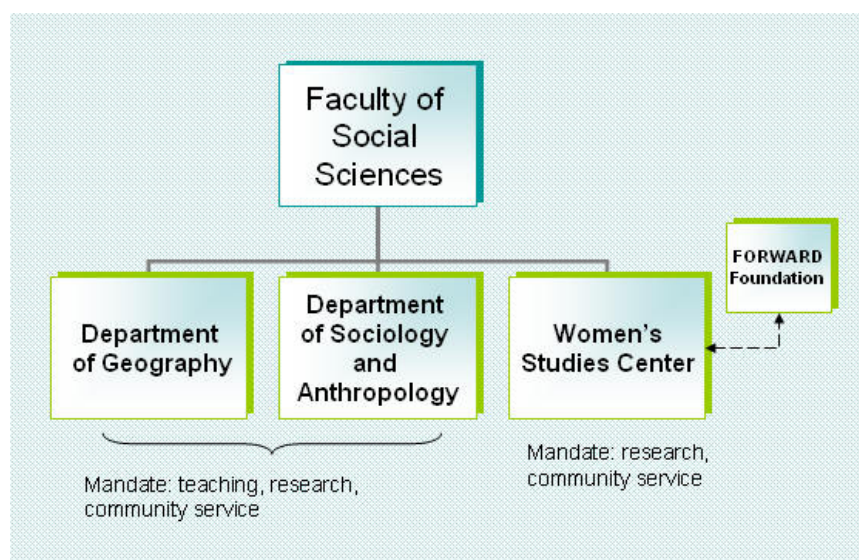 Faculty of
Social
Sciences
FORWARD
Foundation
Department
of Geography
Department
of Sociology
and
Anthropology
Women's
Studies Center
Mandate: teaching, research,
community service
Mandate: research,
community service